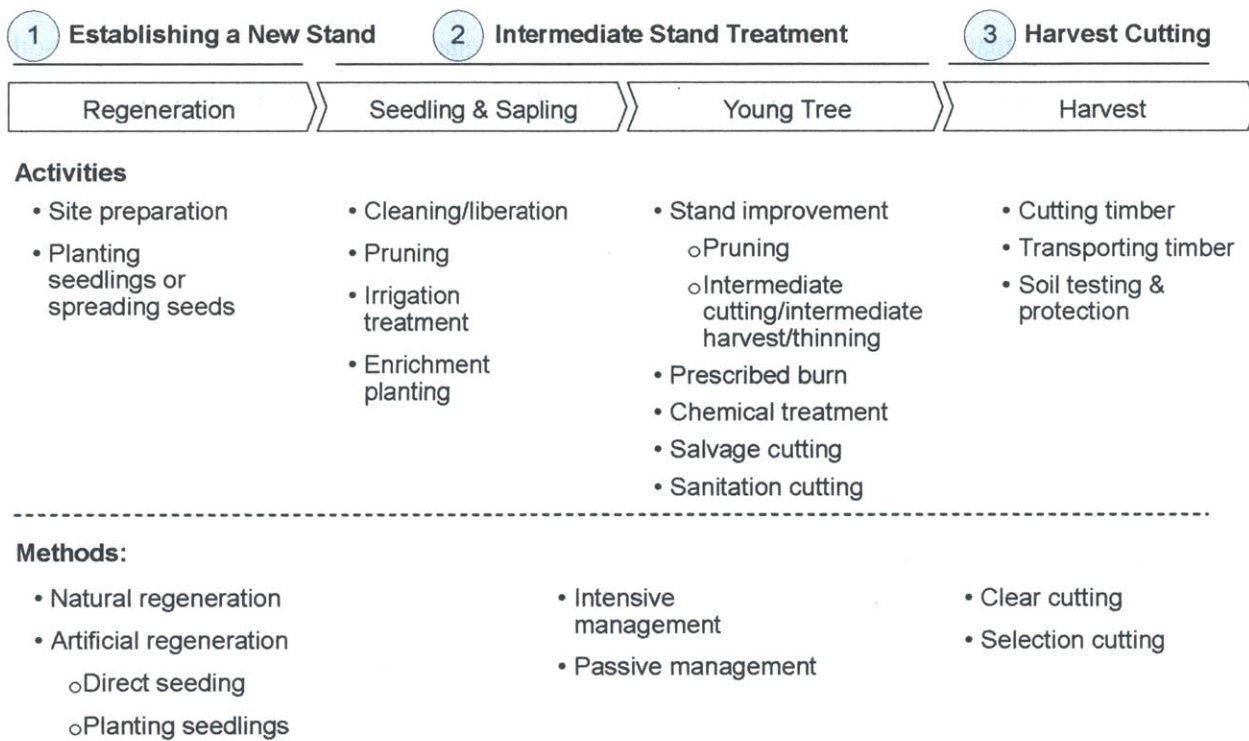 1 Establishing a New Stand
2 Intermediate Stand Treatment
3 Harvest Cutting
Regeneration
Seedling & Sapling
Young Tree
Harvest
Activities
• Site preparation
• Planting
seedlings or
spreading seeds
• Cleaning/liberation
• Pruning
• Irrigation
treatment
• Enrichment
planting
• Stand improvement
oPruning
oIntermediate
cutting/intermediate
harvest/thinning
• Prescribed burn
• Chemical treatment
• Salvage cutting
• Sanitation cutting
• Cutting timber
• Transporting timber
• Soil testing &
protection
Methods:
• Natural regeneration
• Artificial regeneration
oDirect seeding
oPlanting seedlings
• Intensive
management
• Passive management
• Clear cutting
• Selection cutting